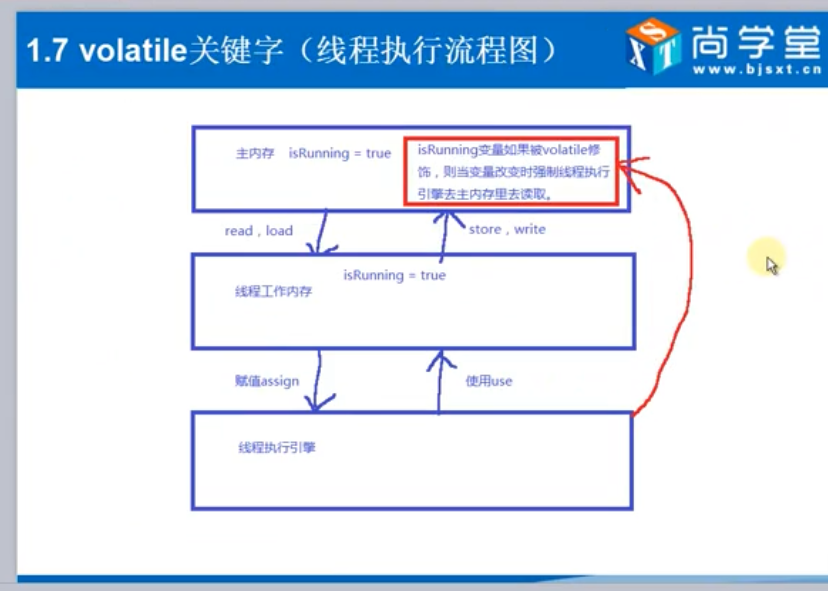 1.7 volatile关键字（线程执行流程图）
尚学堂
SXT
www.bjsxt.cn
主内存 isRunning = true
isRunning变量如果被volatile修
饰，则当变量改变时强制线程执行
引擎去主内存里去读取。
read，load
store，write
isRunning = true
线程工作内存
赋值assign
使用use
线程执行引擎